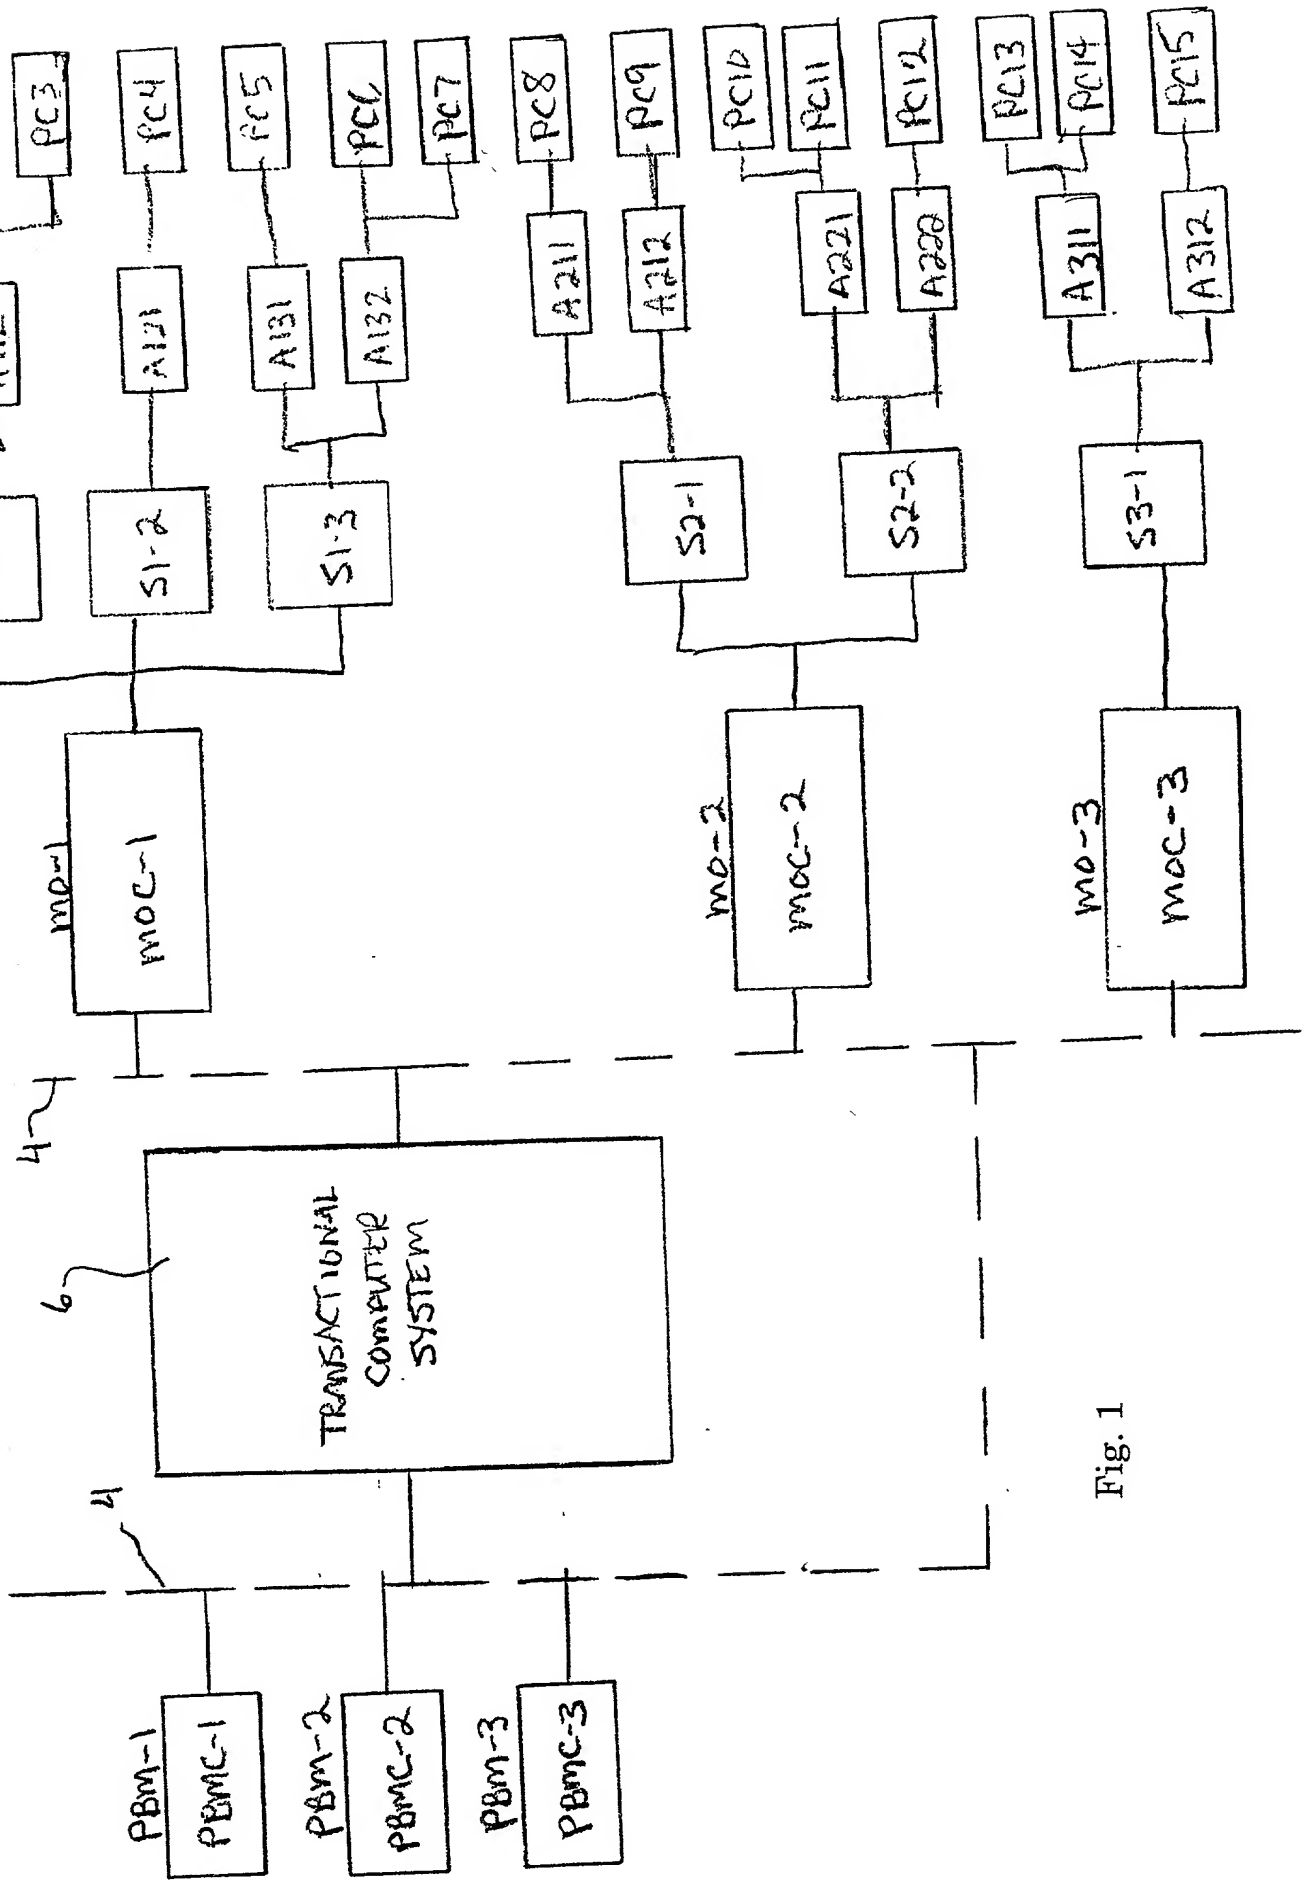 PC3
PC4
PC5
PC6
PC7
PC8
PC9
PC10
PC11
PC12
PC13
PC14
PC15
A121
A131
A132
A211
A212
A221
A222
A311
A312
S1-2
S1-3
S2-1
S2-2
S3-1
MO-1
MOC-1
MO-2
MOC-2
MO-3
MOC-3
4
6
TRANSACTIONAL
COMPUTER
SYSTEM
4
PBM-1
PBMC-1
PBM-2
PBMC-2
PBM-3
PBMC-3
Fig. 1